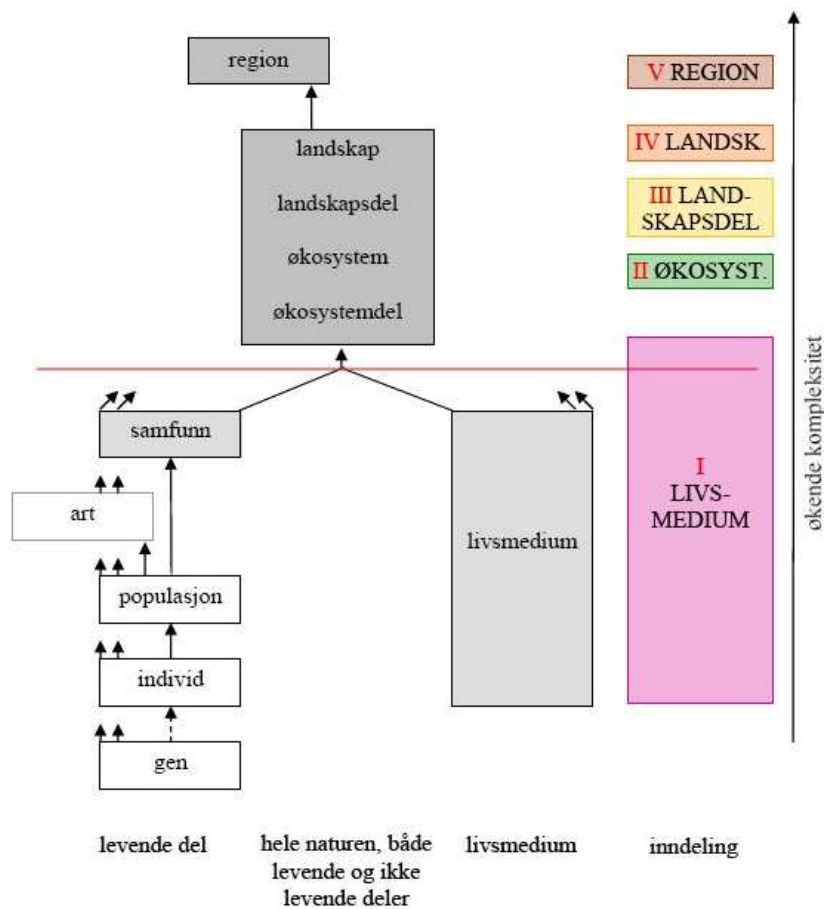 region
landskap
landskapsdel
økosystem
økosystemdel
samfunn
art
populasjon
individ
gen
livsmedium
V REGION
IV LANDSK.
III LAND-
SKAPSDEL
II ØKOSYST.
I
LIVS-
MEDIUM
økende kompleksitet
levende del
hele naturen, både
levende og ikke
levende deler
livsmedium
inndeling